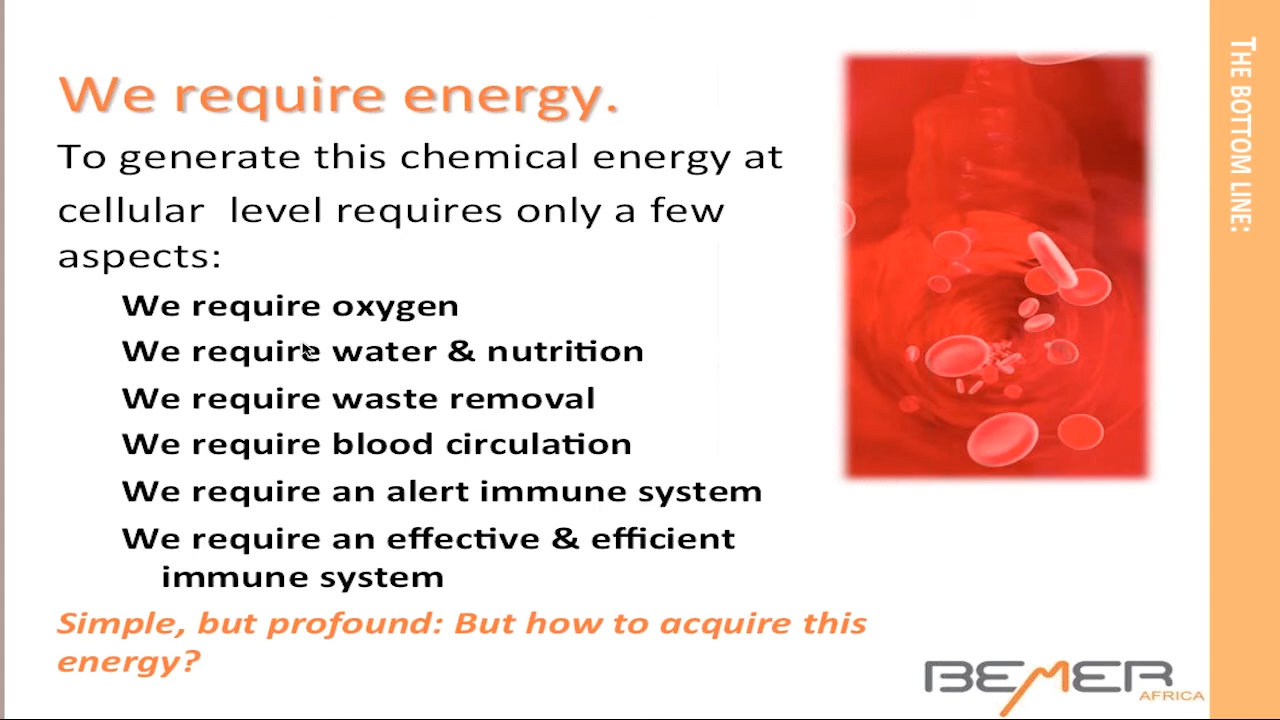 We require energy.
To generate this chemical energy at
cellular level requires only a few
aspects:
We require oxygen
We require water & nutrition
We require waste removal
We require blood circulation
We require an alert immune system
We require an effective & efficient
immune system
Simple, but profound: But how to acquire this
energy?
THE BOTTOM LINE:
BEMER
AFRICA